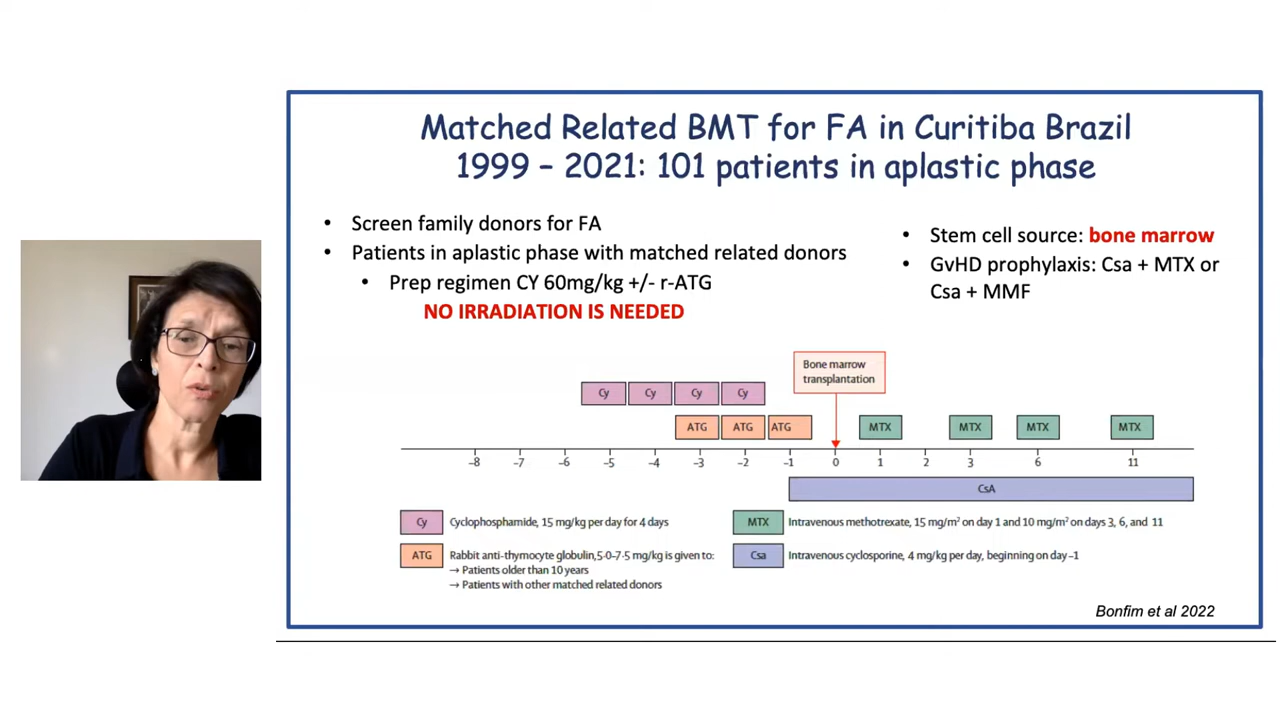 Matched Related BMT for FA in Curitiba Brazil
1999 – 2021: 101 patients in aplastic phase
• Screen family donors for FA
• Patients in aplastic phase with matched related donors
• Prep regimen CY 60mg/kg +/- r-ATG
NO IRRADIATION IS NEEDED
• Stem cell source: bone marrow
• GvHD prophylaxis: Csa + MTX or
Csa + MMF
Bone marrow
transplantation
Cy Cy Cy Cy
ATG ATG ATG MTX MTX MTX MTX
–8 –7 –6 –5 –4 –3 –2 –1 0 1 2 3 6 11
CsA
Cy Cyclophosphamide, 15 mg/kg per day for 4 days
ATG Rabbit anti-thymocyte globulin,5·0–7·5 mg/kg is given to:
→ Patients older than 10 years
→ Patients with other matched related donors
MTX Intravenous methotrexate, 15 mg/m² on day 1 and 10 mg/m² on days 3, 6, and 11
Csa Intravenous cyclosporine, 4 mg/kg per day, beginning on day –1
Bonfim et al 2022